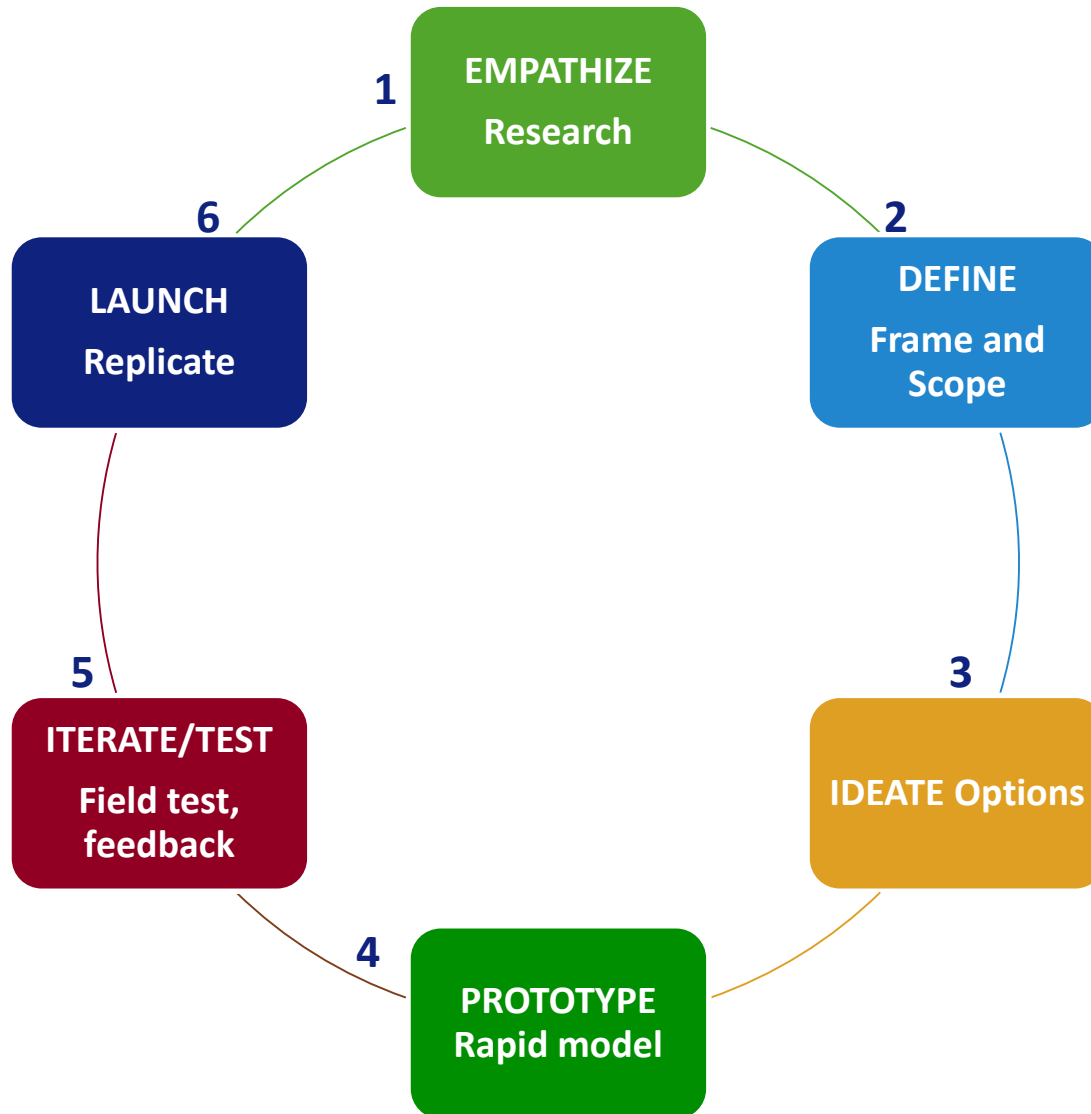 1
EMPATHIZE
Research
2
DEFINE
Frame and
Scope
3
IDEATE Options
4
PROTOTYPE
Rapid model
5
ITERATE/TEST
Field test,
feedback
6
LAUNCH
Replicate